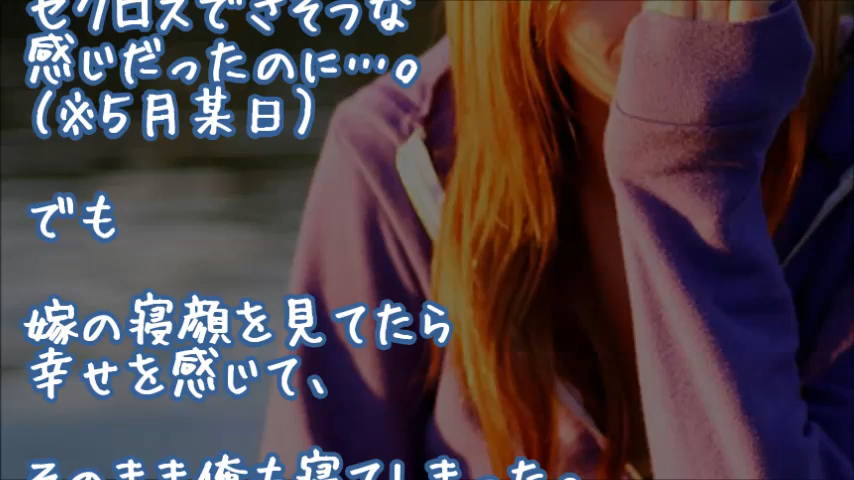 セクロスできそうな
感じだったのに…。
(※5月某日)
でも
嫁の寝顔を見てたら
幸せを感じて、
そのまま俺も寝てしまった。